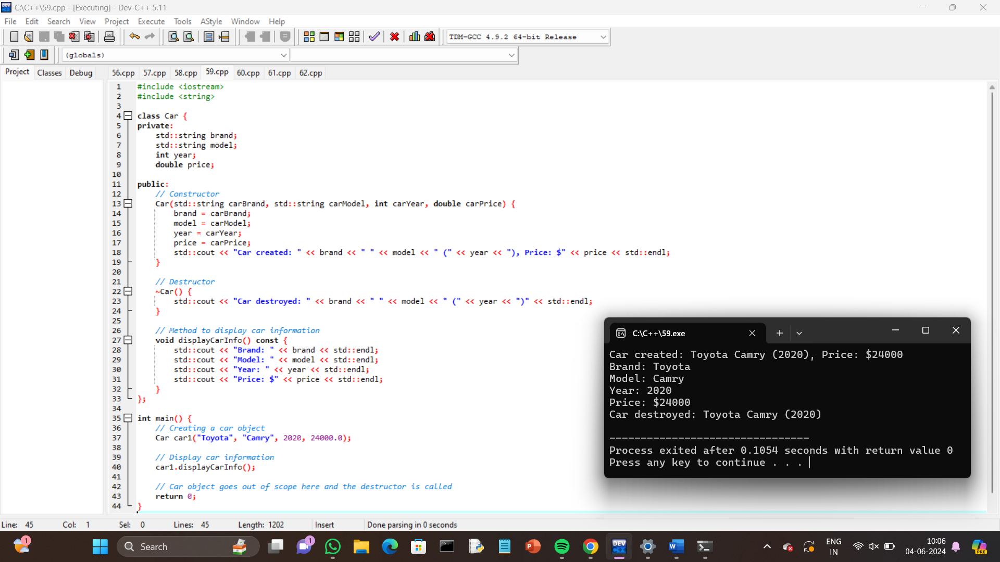 C:\C++\59.cpp - [Executing] - Dev-C++ 5.11
File Edit Search View Project Execute Tools AStyle Window Help
TDM-GCC 4.9.2 64-bit Release
(globals)
Project Classes Debug
56.cpp 57.cpp 58.cpp 59.cpp 60.cpp 61.cpp 62.cpp
1 #include <iostream>
2 #include <string>
3
4 class Car {
5 private:
6     std::string brand;
7     std::string model;
8     int year;
9     double price;
10
11 public:
12     // Constructor
13     Car(std::string carBrand, std::string carModel, int carYear, double carPrice) {
14         brand = carBrand;
15         model = carModel;
16         year = carYear;
17         price = carPrice;
18         std::cout << "Car created: " << brand << " " << model << " (" << year << "), Price: $" << price << std::endl;
19     }
20
21     // Destructor
22     ~Car() {
23         std::cout << "Car destroyed: " << brand << " " << model << " (" << year << ")" << std::endl;
24     }
25
26     // Method to display car information
27     void displayCarInfo() const {
28         std::cout << "Brand: " << brand << std::endl;
29         std::cout << "Model: " << model << std::endl;
30         std::cout << "Year: " << year << std::endl;
31         std::cout << "Price: $" << price << std::endl;
32     }
33 };
34
35 int main() {
36     // Creating a car object
37     Car car1("Toyota", "Camry", 2020, 24000.0);
38
39     // Display car information
40     car1.displayCarInfo();
41
42     // Car object goes out of scope here and the destructor is called
43     return 0;
44 }
C:\C++\59.exe
Car created: Toyota Camry (2020), Price: $24000
Brand: Toyota
Model: Camry
Year: 2020
Price: $24000
Car destroyed: Toyota Camry (2020)
--------------------------------
Process exited after 0.1054 seconds with return value 0
Press any key to continue . . .
Line: 45 Col: 1 Sel: 0 Lines: 45 Length: 1202 Insert Done parsing in 0 seconds
1
Search
1
DEV
C++
ENG
IN
10:06
04-06-2024
PRE